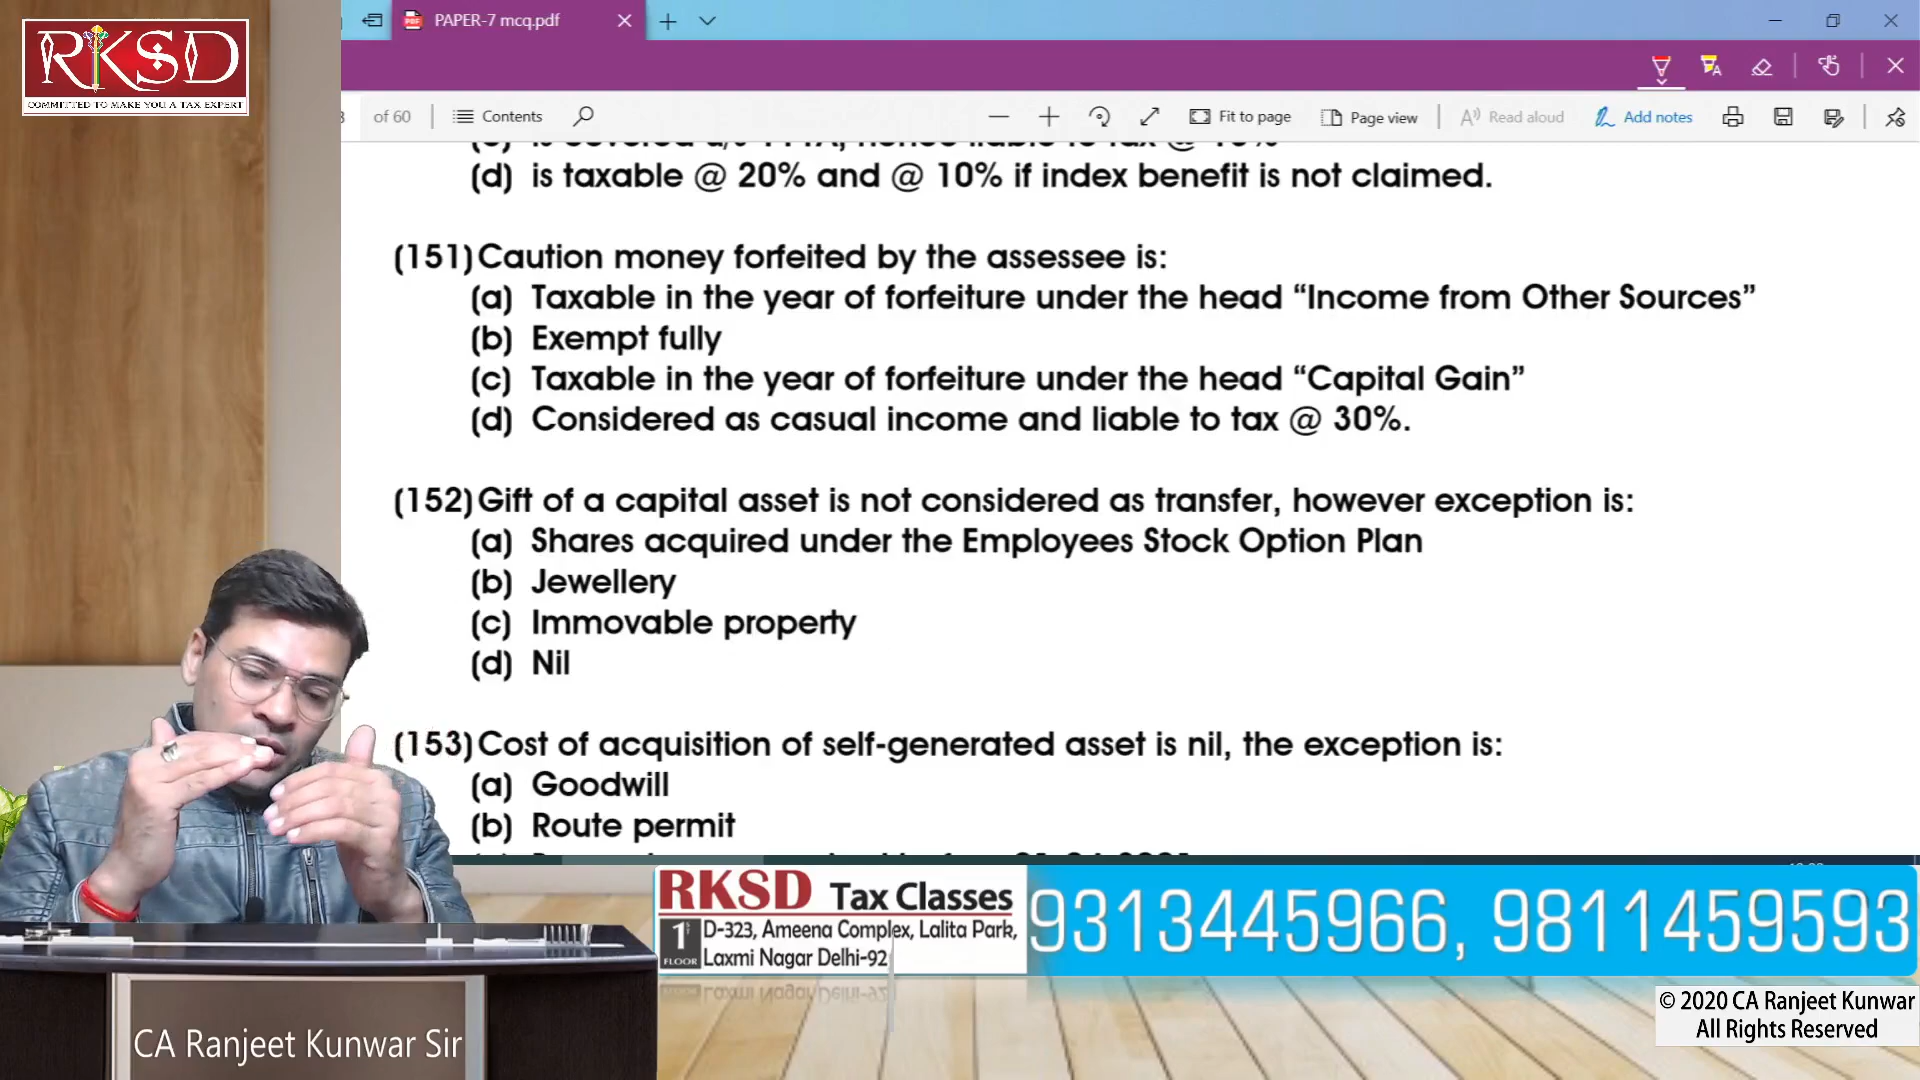 RKSD
COMMITTED TO MAKE YOU A TAX EXPERT
PAPER-7 mcq.pdf
of 60
Contents
Fit to page
Page view
Read aloud
Add notes
(d) is taxable @ 20% and @ 10% if index benefit is not claimed.
(151) Caution money forfeited by the assessee is:
(a) Taxable in the year of forfeiture under the head “Income from Other Sources”
(b) Exempt fully
(c) Taxable in the year of forfeiture under the head “Capital Gain”
(d) Considered as casual income and liable to tax @ 30%.
(152) Gift of a capital asset is not considered as transfer, however exception is:
(a) Shares acquired under the Employees Stock Option Plan
(b) Jewellery
(c) Immovable property
(d) Nil
(153) Cost of acquisition of self-generated asset is nil, the exception is:
(a) Goodwill
(b) Route permit
RKSD Tax Classes
1ST FLOOR
D-323, Ameena Complex, Lalita Park,
Laxmi Nagar Delhi-92
9313445966, 9811459593
CA Ranjeet Kunwar Sir
© 2020 CA Ranjeet Kunwar
All Rights Reserved